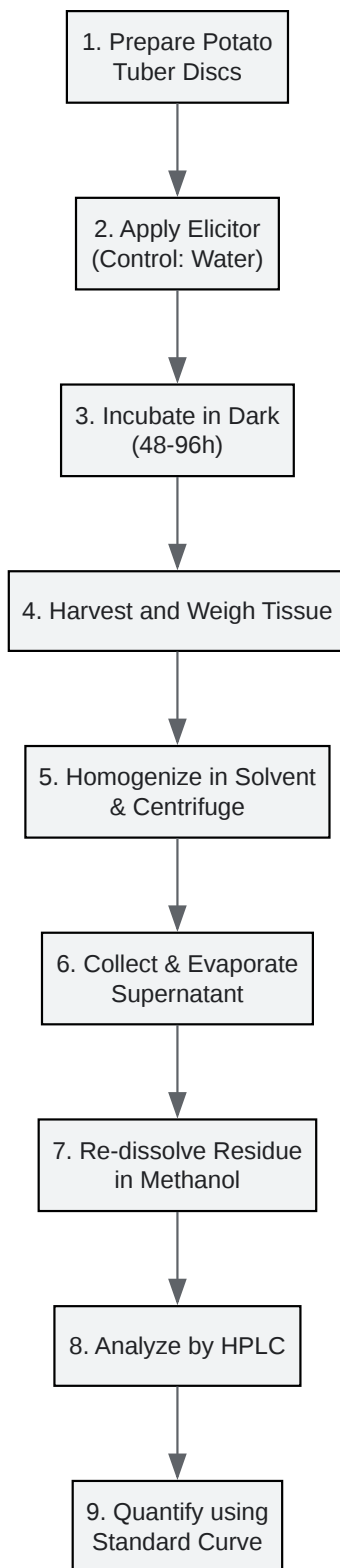 1. Prepare Potato
Tuber Discs
2. Apply Elicitor
(Control: Water)
3. Incubate in Dark
(48-96h)
4. Harvest and Weigh Tissue
5. Homogenize in Solvent
& Centrifuge
6. Collect & Evaporate
Supernatant
7. Re-dissolve Residue
in Methanol
8. Analyze by HPLC
9. Quantify using
Standard Curve